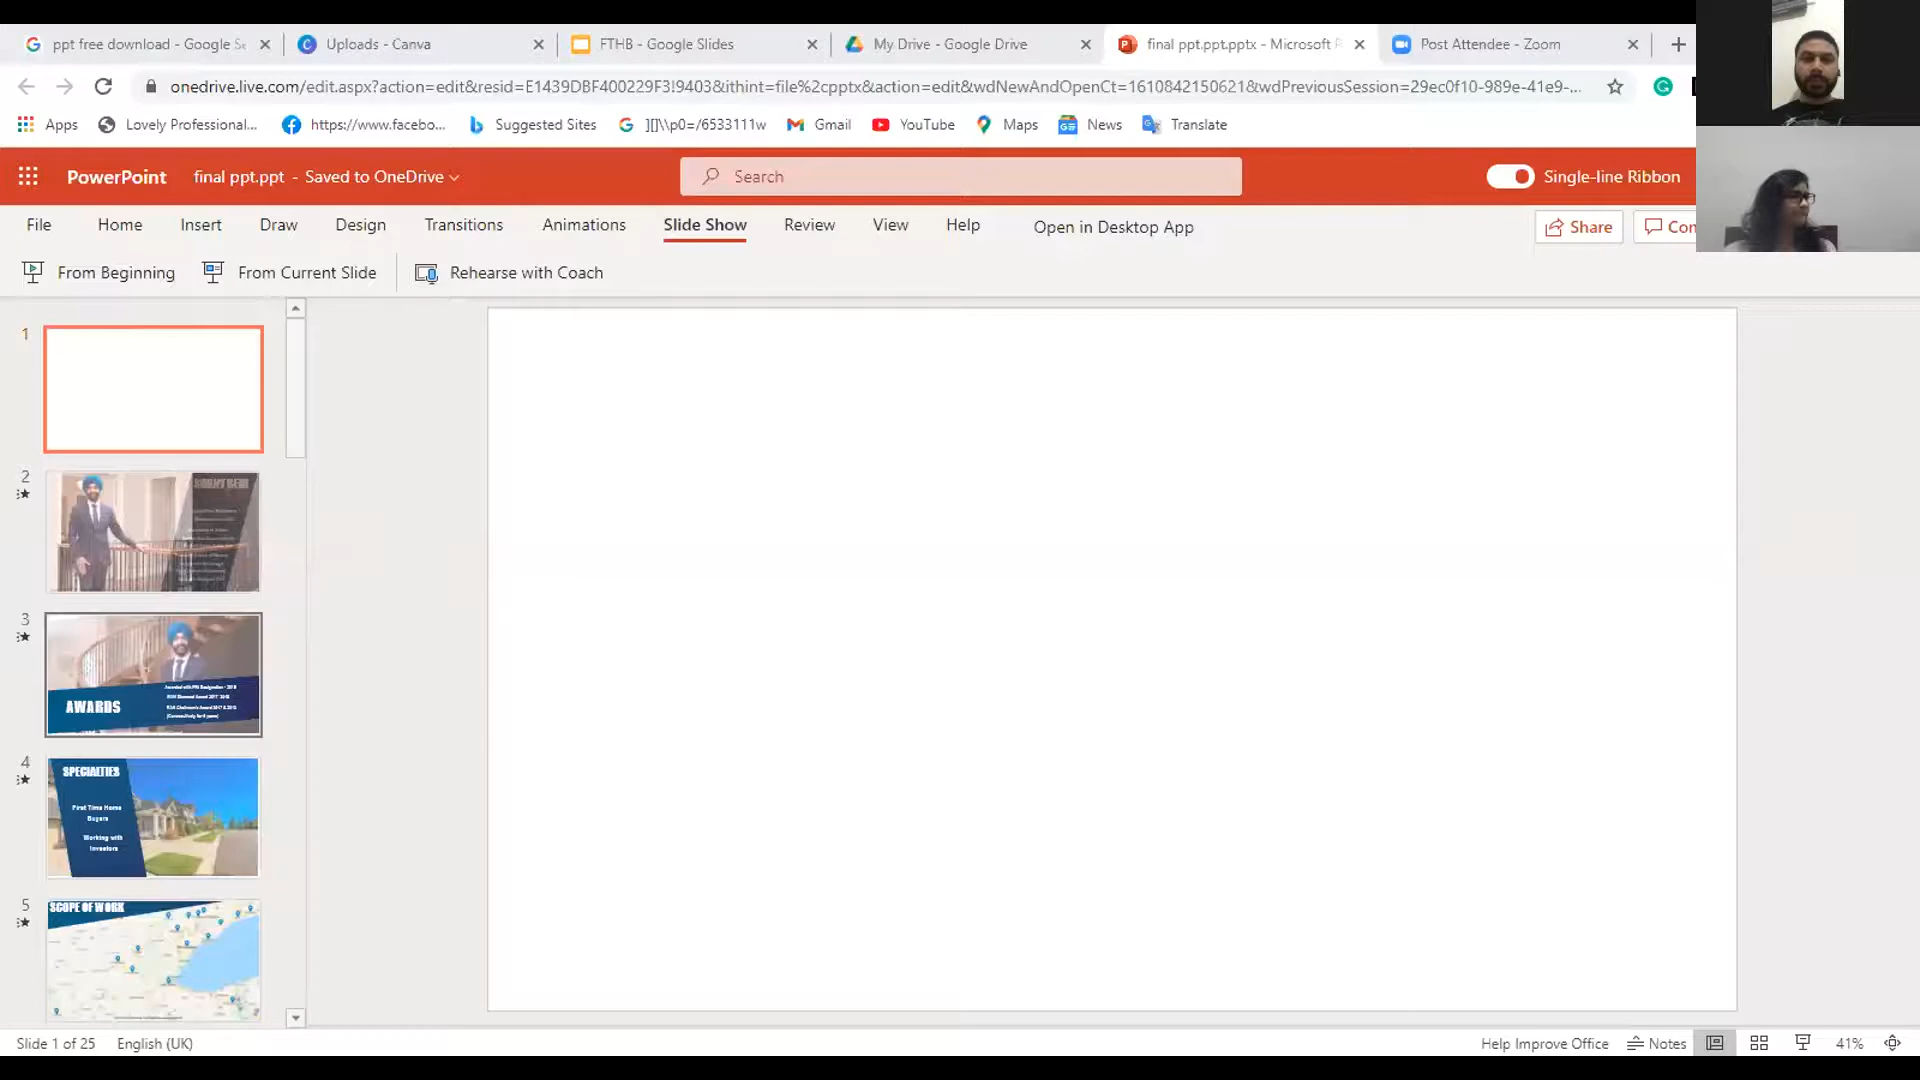 ppt free download - Google Se
Uploads - Canva
FTHB - Google Slides
My Drive - Google Drive
final ppt.ppt.pptx - Microsoft P
Post Attendee - Zoom
onedrive.live.com/edit.aspx?action=edit&resid=E1439DBF400229F3!9403&ithint=file%2cpptx&action=edit&wdNewAndOpenCt=1610842150621&wdPreviousSession=29ec0f10-989e-41e9-...
Apps
Lovely Professional...
https://www.facebo...
Suggested Sites
][]\\p0=/6533111w
Gmail
YouTube
Maps
News
Translate
PowerPoint
final ppt.ppt - Saved to OneDrive
Search
Single-line Ribbon
File
Home
Insert
Draw
Design
Transitions
Animations
Slide Show
Review
View
Help
Open in Desktop App
Share
Con
From Beginning
From Current Slide
Rehearse with Coach
1
2
3
AWARDS
4
SPECIALTIES
First Time Home
Buyers
Working with
Investors
5
SCOPE OF WORK
Slide 1 of 25
English (UK)
Help Improve Office
Notes
41%